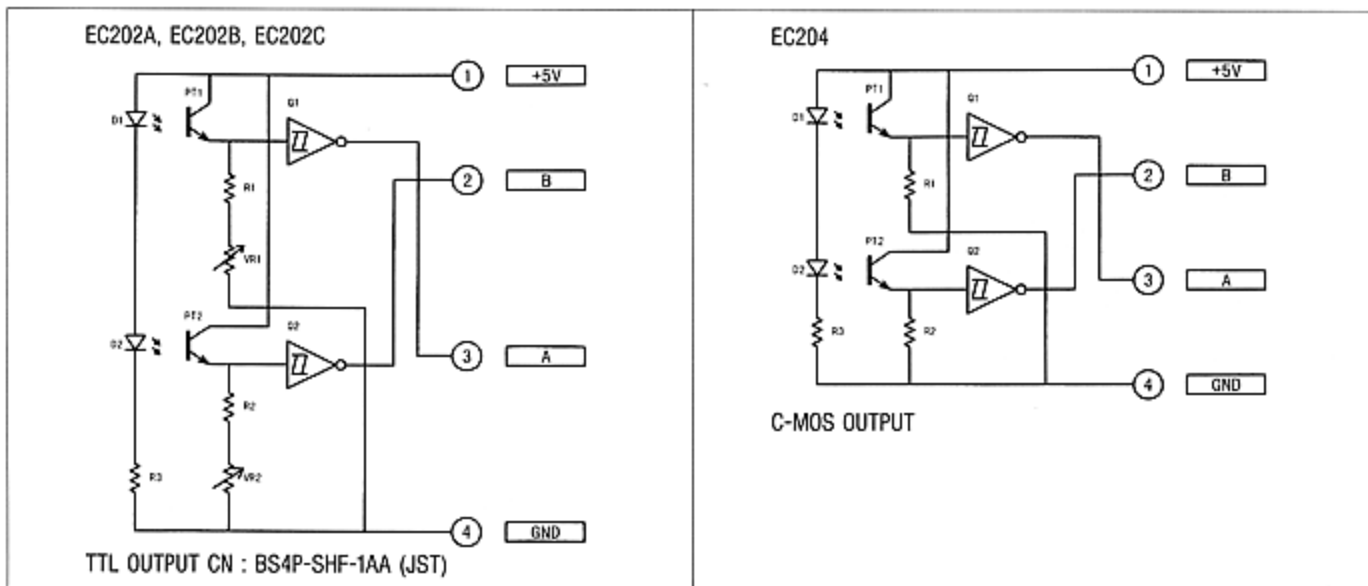 EC202A, EC202B, EC202C
1 +5V
PT1
Q1
D1
2 B
R1
VR1
PT2
Q2
D2
3 A
R2
R3
VR2
4 GND
TTL OUTPUT CN : BS4P-SHF-1AA (JST)
EC204
1 +5V
PT1
Q1
D1
2 B
R1
PT2
Q2
D2
3 A
R3
R2
4 GND
C-MOS OUTPUT